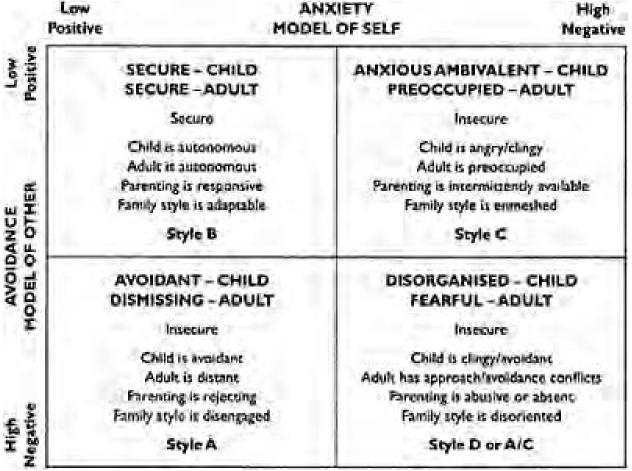 Low
Positive
ANXIETY
MODEL OF SELF
High
Negative
Low
Positive
AVOIDANCE
MODEL OF OTHER
High
Negative
SECURE – CHILD
SECURE – ADULT
Secure
Child is autonomous
Adult is autonomous
Parenting is responsive
Family style is adaptable
Style B
ANXIOUS AMBIVALENT – CHILD
PREOCCUPIED – ADULT
Insecure
Child is angry/clingy
Adult is preoccupied
Parenting is intermittently available
Family style is enmeshed
Style C
AVOIDANT – CHILD
DISMISSING – ADULT
Insecure
Child is avoidant
Adult is distant
Parenting is rejecting
Family style is disengaged
Style A
DISORGANISED – CHILD
FEARFUL – ADULT
Insecure
Child is clingy/avoidant
Adult has approach/avoidance conflicts
Parenting is abusive or absent
Family style is disoriented
Style D or A/C